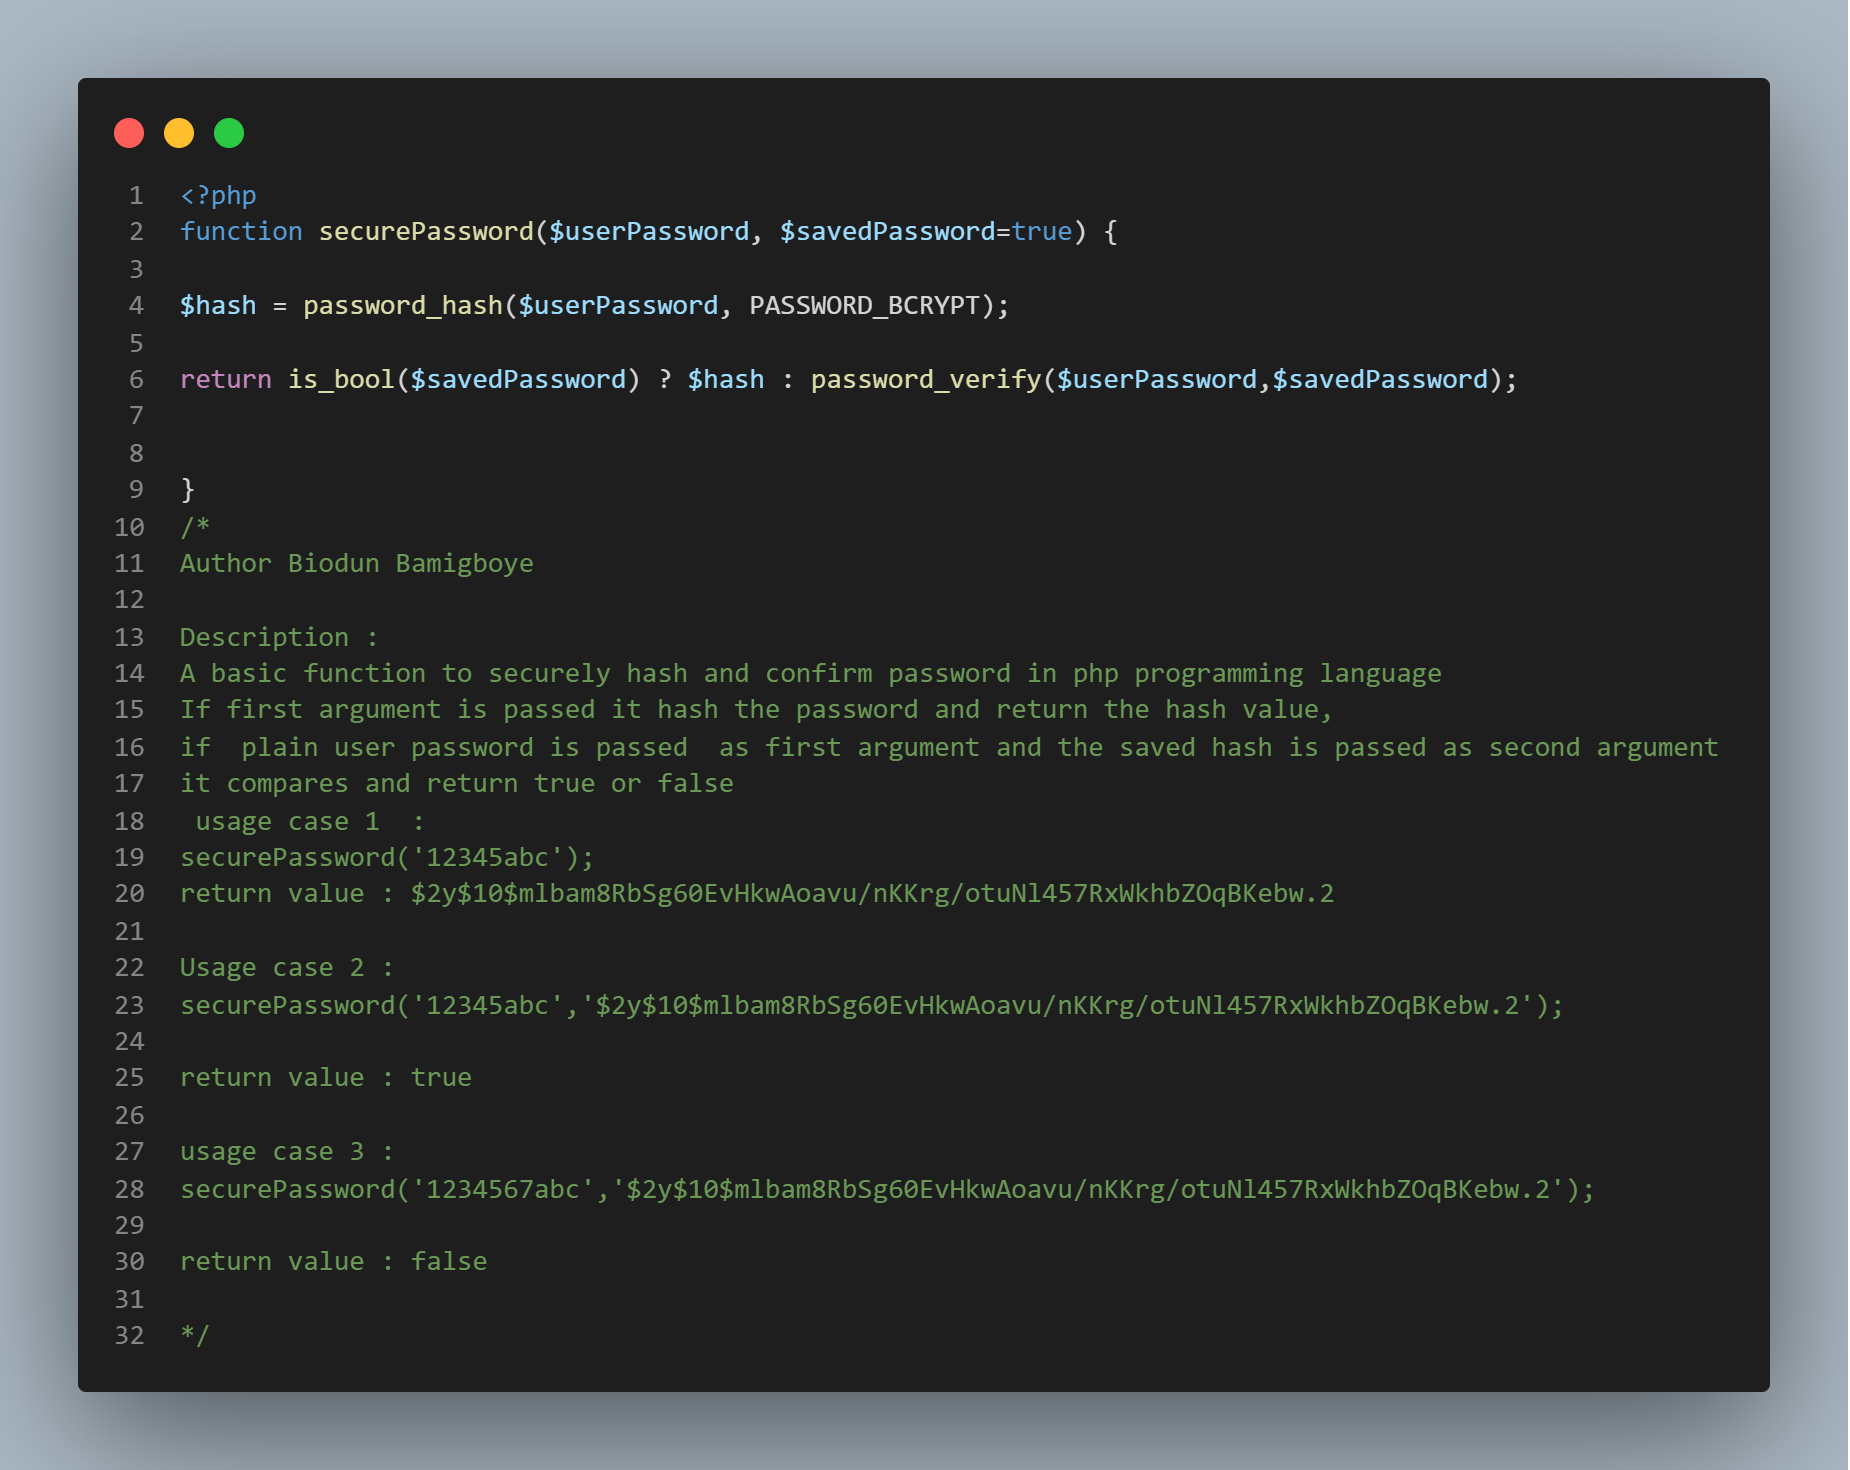 1 <?php
2 function securePassword($userPassword, $savedPassword=true) {
3
4 $hash = password_hash($userPassword, PASSWORD_BCRYPT);
5
6 return is_bool($savedPassword) ? $hash : password_verify($userPassword,$savedPassword);
7
8
9 }
10 /*
11 Author Biodun Bamigboye
12
13 Description :
14 A basic function to securely hash and confirm password in php programming language
15 If first argument is passed it hash the password and return the hash value,
16 if  plain user password is passed  as first argument and the saved hash is passed as second argument
17 it compares and return true or false
18  usage case 1  :
19 securePassword('12345abc');
20 return value : $2y$10$mlbam8RbSg60EvHkwAoavu/nKKrg/otuNl457RxWkhbZOqBKebw.2
21
22 Usage case 2 :
23 securePassword('12345abc','$2y$10$mlbam8RbSg60EvHkwAoavu/nKKrg/otuNl457RxWkhbZOqBKebw.2');
24
25 return value : true
26
27 usage case 3 :
28 securePassword('1234567abc','$2y$10$mlbam8RbSg60EvHkwAoavu/nKKrg/otuNl457RxWkhbZOqBKebw.2');
29
30 return value : false
31
32 */